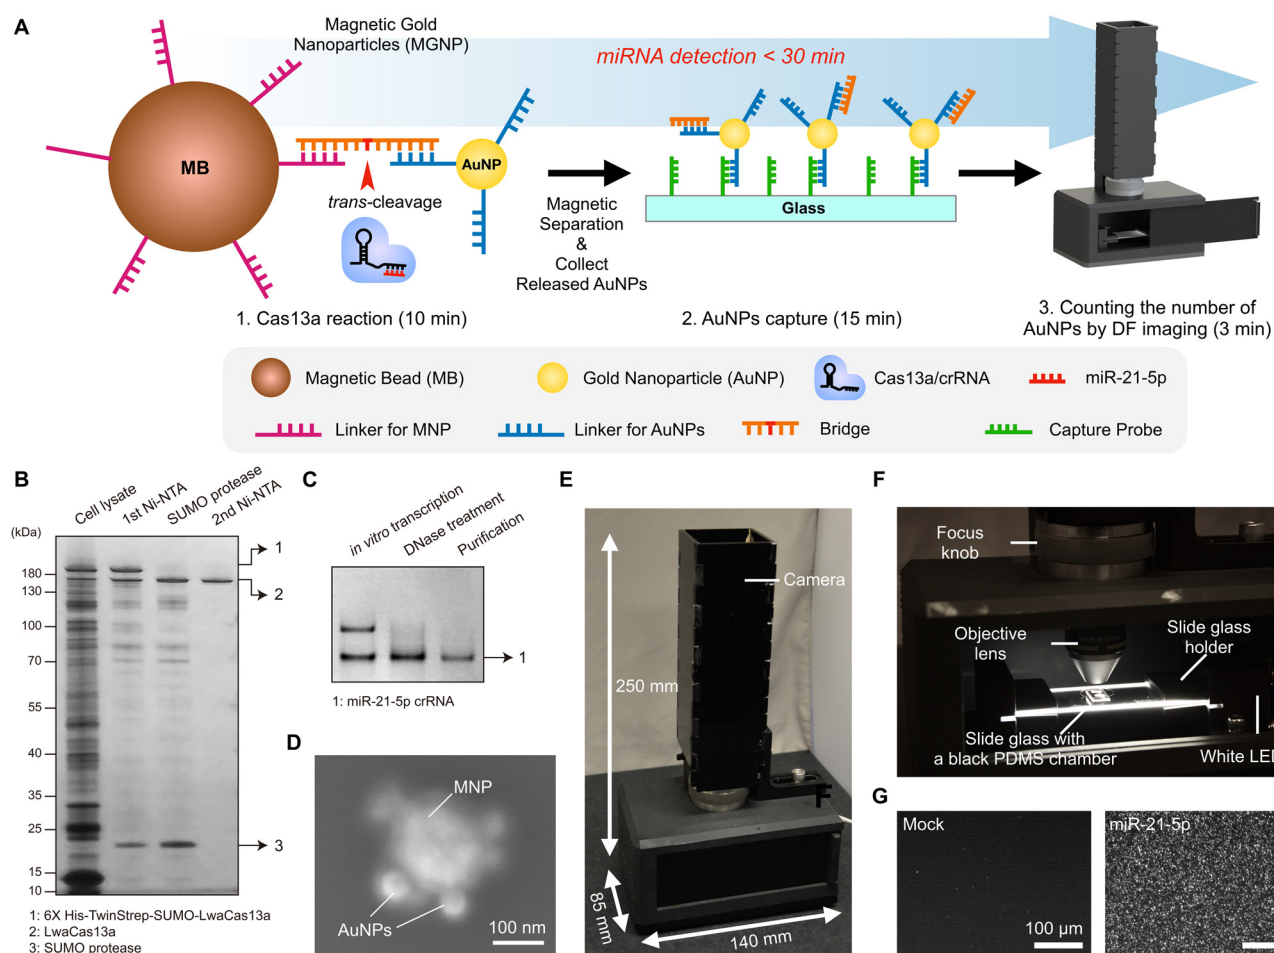 A
Magnetic Gold
Nanoparticles (MGNP)
miRNA detection < 30 min
MB
AuNP
trans-cleavage
Magnetic
Separation
&
Collect
Released AuNPs
Glass
1. Cas13a reaction (10 min)
2. AuNPs capture (15 min)
3. Counting the number of
AuNPs by DF imaging (3 min)
Magnetic Bead (MB)
Gold Nanoparticle (AuNP)
Cas13a/crRNA
miR-21-5p
Linker for MNP
Linker for AuNPs
Bridge
Capture Probe
B
Cell lysate
1st Ni-NTA
SUMO protease
2nd Ni-NTA
(kDa)
180
130
100
70
55
40
35
25
15
10
1
2
3
1: 6X His-TwinStrep-SUMO-LwaCas13a
2: LwaCas13a
3: SUMO protease
C
in vitro transcription
DNase treatment
Purification
1
1: miR-21-5p crRNA
D
MNP
AuNPs
100 nm
E
Camera
250 mm
F
85 mm
140 mm
F
Focus
knob
Objective
lens
Slide glass
holder
Slide glass with
a black PDMS chamber
White LE
G
Mock
100 µm
miR-21-5p